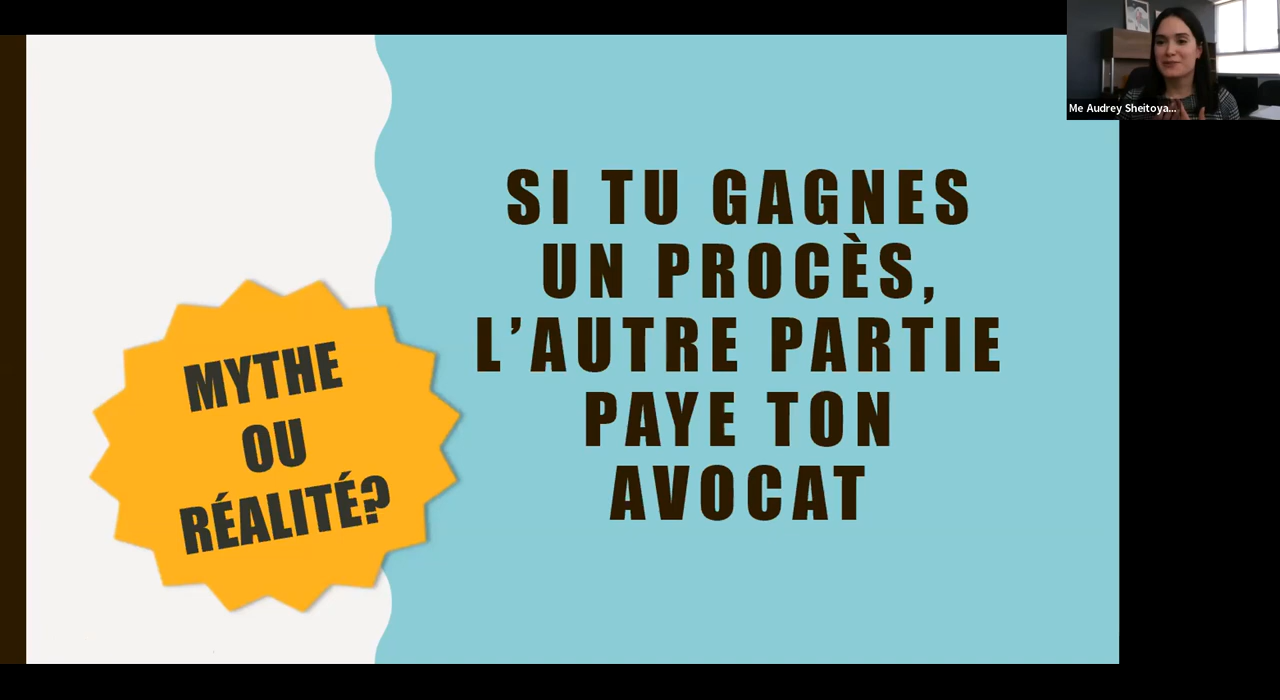 Me Audrey Sheitoya...
SI TU GAGNES
UN PROCÈS,
L'AUTRE PARTIE
PAYE TON
AVOCAT
MYTHE
OU
RÉALITÉ?